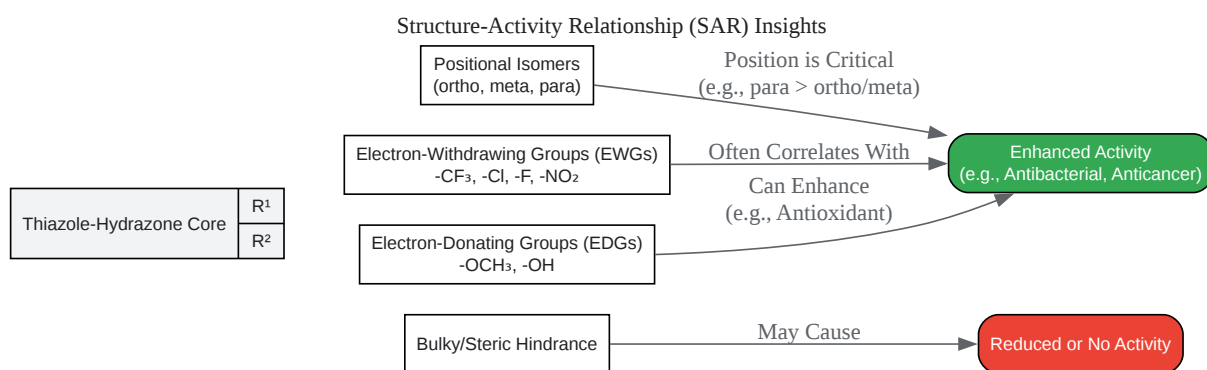 Structure-Activity Relationship (SAR) Insights
Positional Isomers
(ortho, meta, para)
Position is Critical
(e.g., para > ortho/meta)
Electron-Withdrawing Groups (EWGs)
-CF₃, -Cl, -F, -NO₂
Often Correlates With
Enhanced Activity
(e.g., Antibacterial, Anticancer)
Can Enhance
(e.g., Antioxidant)
Thiazole-Hydrazone Core
R¹
R²
Electron-Donating Groups (EDGs)
-OCH₃, -OH
Bulky/Steric Hindrance
May Cause
Reduced or No Activity